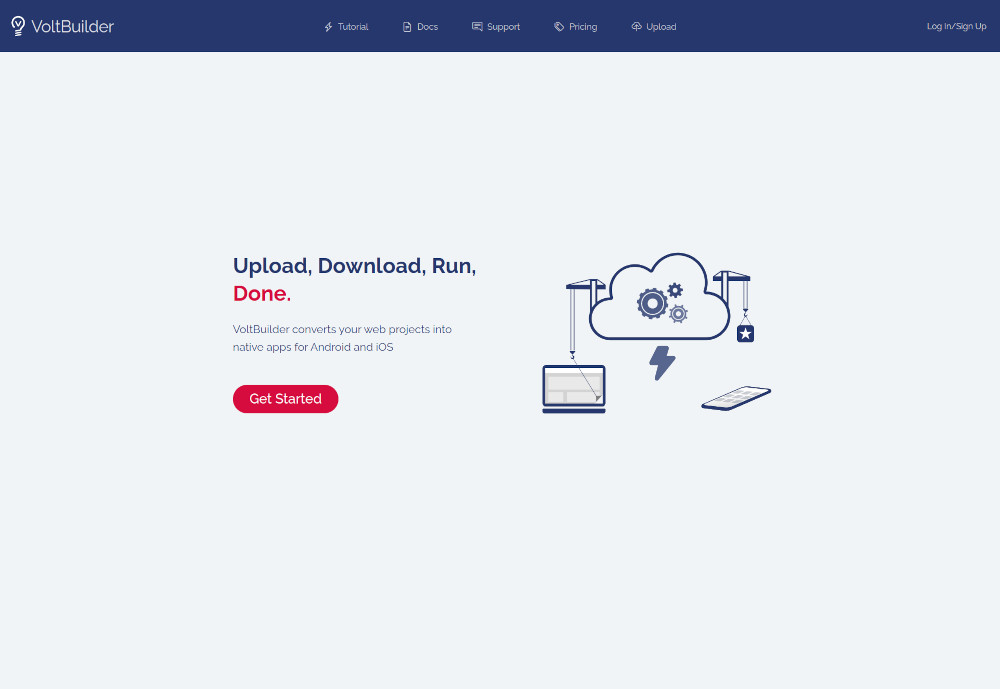 VoltBuilder
Tutorial
Docs
Support
Pricing
Upload
Log In/Sign Up
Upload, Download, Run,
Done.
VoltBuilder converts your web projects into
native apps for Android and iOS
Get Started